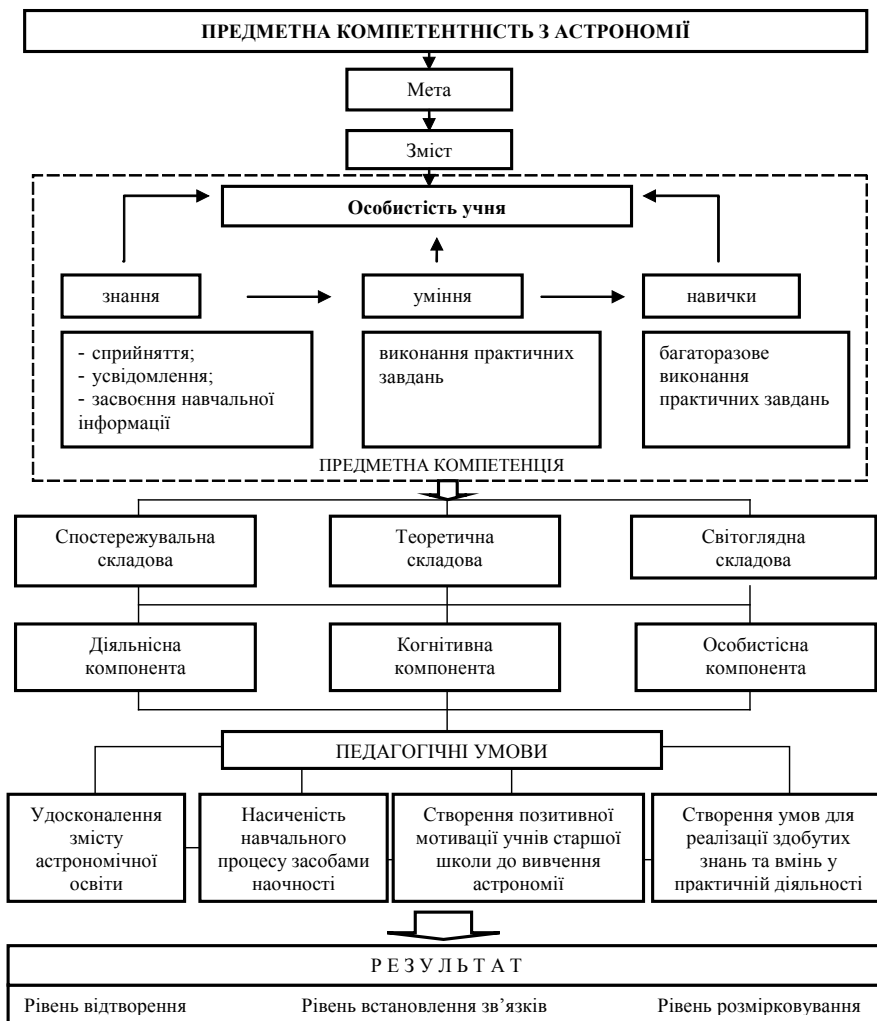 ПРЕДМЕТНА КОМПЕТЕНТНІСТЬ З АСТРОНОМІЇ
Мета
Зміст
Особистість учня
знання
уміння
навички
- сприйняття;
- усвідомлення;
- засвоєння навчальної
інформації
виконання практичних
завдань
багаторазове
виконання
практичних завдань
ПРЕДМЕТНА КОМПЕТЕНЦІЯ
Спостережувальна
складова
Теоретична
складова
Світоглядна
складова
Діяльнісна
компонента
Когнітивна
компонента
Особистісна
компонента
ПЕДАГОГІЧНІ УМОВИ
Удосконалення
змісту
астрономічної
освіти
Насиченість
навчального
процесу засобами
наочності
Створення позитивної
мотивації учнів старшої
школи до вивчення
астрономії
Створення умов для
реалізації здобутих
знань та вмінь у
практичній діяльності
Р Е З У Л Ь Т А Т
Рівень відтворення
Рівень встановлення зв’язків
Рівень розмірковування